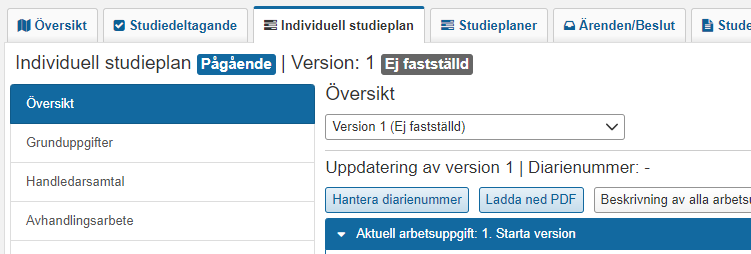 Översikt Studiedeltagande Individuell studieplan Studieplaner Ärenden/Beslut Stude
Individuell studieplan Pågående | Version: 1 Ej fastställd
Översikt
Grunduppgifter
Handledarsamtal
Avhandlingsarbete
Översikt
Version 1 (Ej fastställd)
Uppdatering av version 1 | Diarienummer: -
Hantera diarienummer Ladda ned PDF Beskrivning av alla arbets
Aktuell arbetsuppgift: 1. Starta version